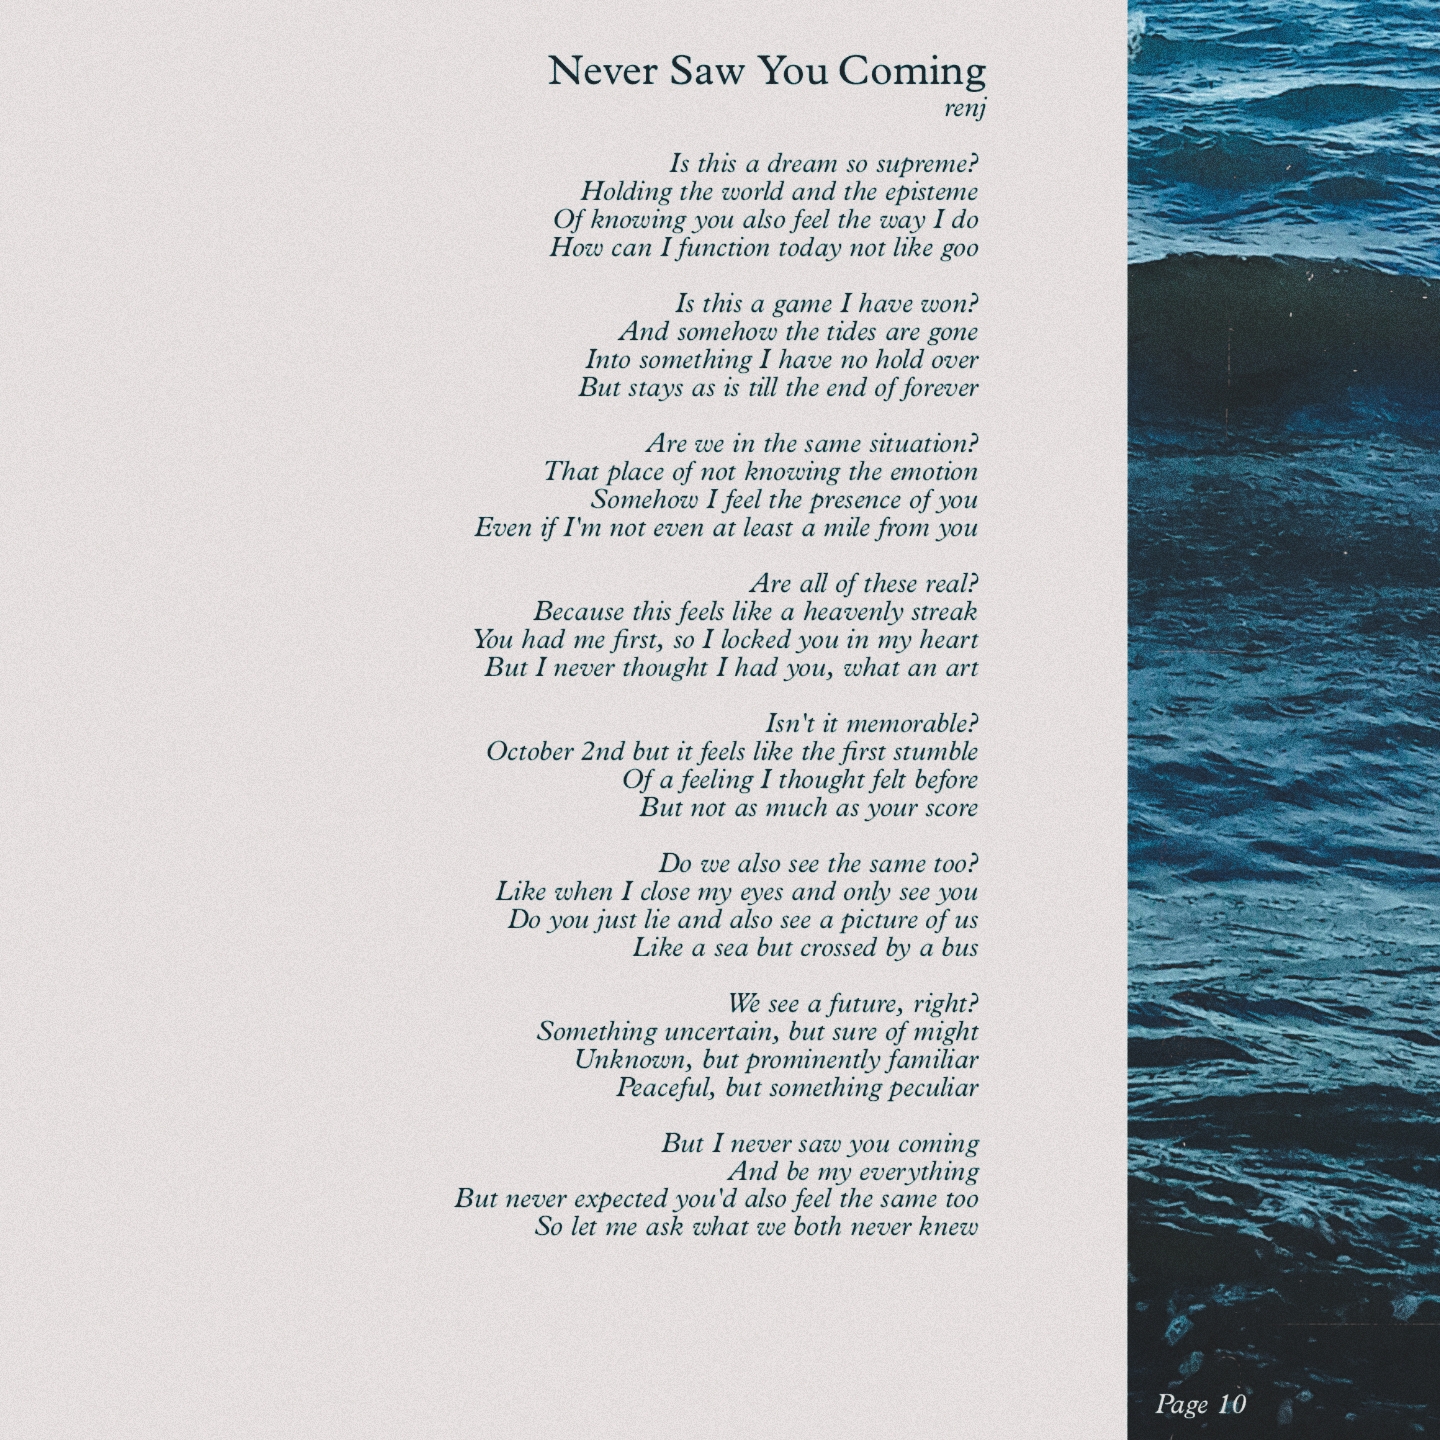 Never Saw You Coming
renj
Is this a dream so supreme?
Holding the world and the episteme
Of knowing you also feel the way I do
How can I function today not like goo
Is this a game I have won?
And somehow the tides are gone
Into something I have no hold over
But stays as is till the end of forever
Are we in the same situation?
That place of not knowing the emotion
Somehow I feel the presence of you
Even if I'm not even at least a mile from you
Are all of these real?
Because this feels like a heavenly streak
You had me first, so I locked you in my heart
But I never thought I had you, what an art
Isn't it memorable?
October 2nd but it feels like the first stumble
Of a feeling I thought felt before
But not as much as your score
Do we also see the same too?
Like when I close my eyes and only see you
Do you just lie and also see a picture of us
Like a sea but crossed by a bus
We see a future, right?
Something uncertain, but sure of might
Unknown, but prominently familiar
Peaceful, but something peculiar
But I never saw you coming
And be my everything
But never expected you'd also feel the same too
So let me ask what we both never knew
Page 10